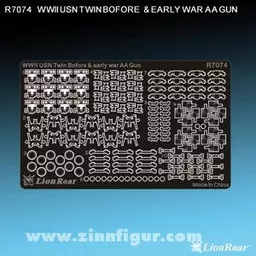 R7074 WWII USN TWIN BOFORE & EARLY WAR AA GUN
WWII USN Twin Bofors & early war AA Gun
R7074
LionRoar
Made in China
www.zinnfigur.com
LionRoar